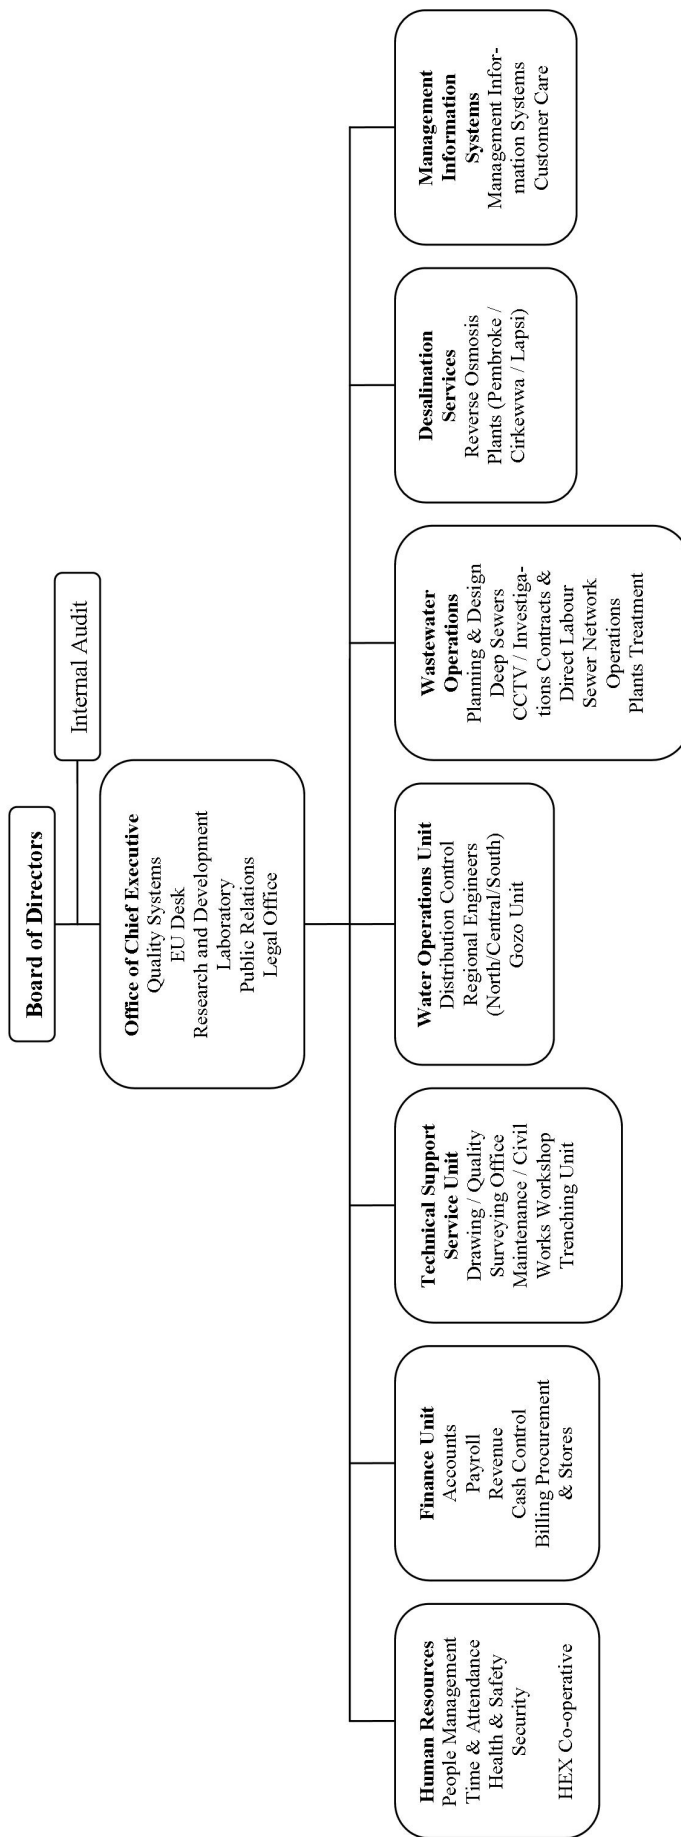 Board of Directors
Internal Audit
Office of Chief Executive
Quality Systems
EU Desk
Research and Development
Laboratory
Public Relations
Legal Office
Human Resources
People Management
Time & Attendance
Health & Safety
Security
HEX Co-operative
Finance Unit
Accounts
Payroll
Revenue
Cash Control
Billing Procurement
& Stores
Technical Support
Service Unit
Drawing / Quality
Surveying Office
Maintenance / Civil
Works Workshop
Trenching Unit
Water Operations Unit
Distribution Control
Regional Engineers
(North/Central/South)
Gozo Unit
Wastewater
Operations
Planning & Design
Deep Sewers
CCTV / Investiga-
tions Contracts &
Direct Labour
Sewer Network
Operations
Plants Treatment
Desalination
Services
Reverse Osmosis
Plants (Pembroke /
Cirkewwa / Lapsi)
Management
Information
Systems
Management Infor-
mation Systems
Customer Care